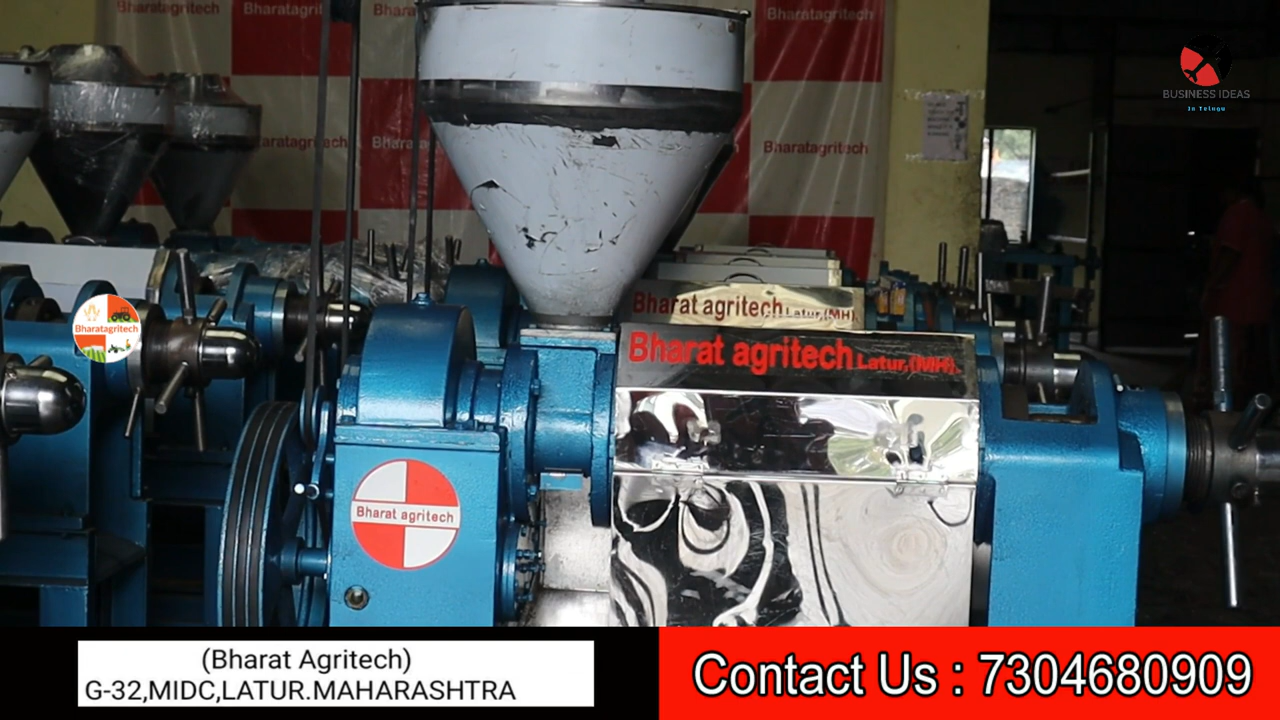 Bharatagritech
Bharatagritech
Bharatagritech
BUSINESS IDEAS
In Telugu
Bharatagritech
Bharatagritech
Bharat agritech Latur,(MH).
Bharat agritech Latur,(MH).
Bharat agritech
(Bharat Agritech)
G-32,MIDC,LATUR.MAHARASHTRA
Contact Us : 7304680909